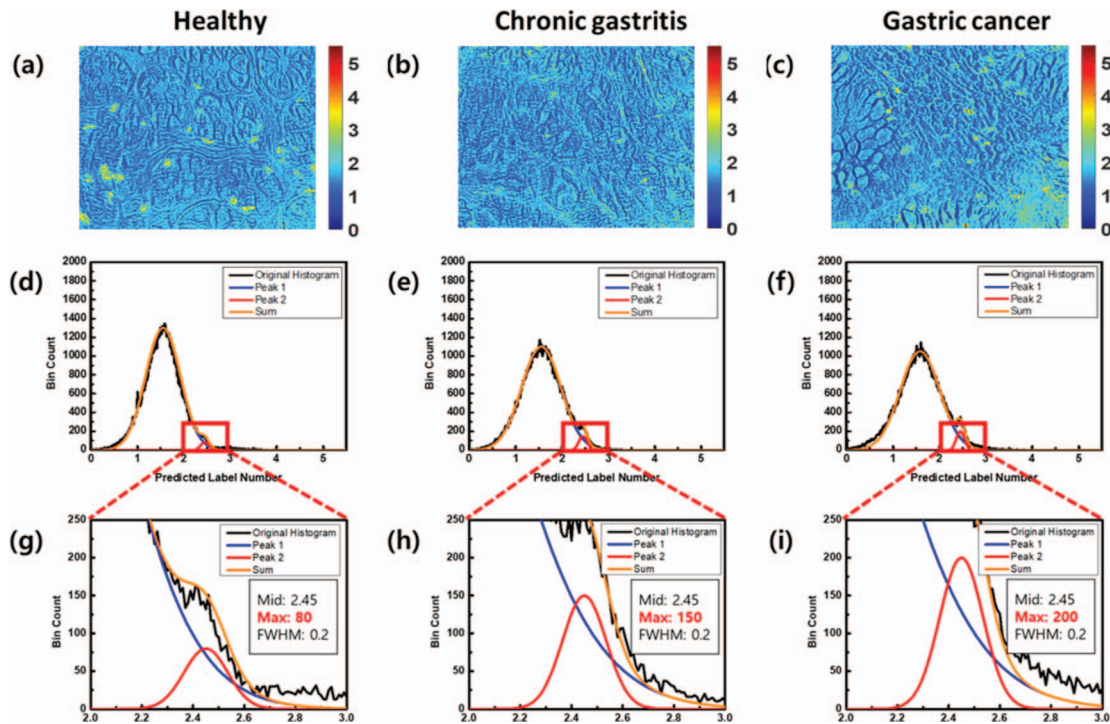 Healthy
Chronic gastritis
Gastric cancer
(a)
5
4
3
2
1
0
(b)
5
4
3
2
1
0
(c)
5
4
3
2
1
0
(d)
Bin Count
2000
1800
1600
1400
1200
1000
800
600
400
200
0
Original Histogram
Peak 1
Peak 2
Sum
0 1 2 3 4 5
Predicted Label Number
(e)
Bin Count
2000
1800
1600
1400
1200
1000
800
600
400
200
0
Original Histogram
Peak 1
Peak 2
Sum
0 1 2 3 4 5
Predicted Label Number
(f)
Bin Count
2000
1800
1600
1400
1200
1000
800
600
400
200
0
Original Histogram
Peak 1
Peak 2
Sum
0 1 2 3 4 5
Predicted Label Number
(g)
Bin Count
250
200
150
100
50
0
Original Histogram
Peak 1
Peak 2
Sum
Mid: 2.45
Max: 80
FWHM: 0.2
2.0 2.2 2.4 2.6 2.8 3.0
(h)
Bin Count
250
200
150
100
50
0
Original Histogram
Peak 1
Peak 2
Sum
Mid: 2.45
Max: 150
FWHM: 0.2
2.0 2.2 2.4 2.6 2.8 3.0
(i)
Bin Count
250
200
150
100
50
0
Original Histogram
Peak 1
Peak 2
Sum
Mid: 2.45
Max: 200
FWHM: 0.2
2.0 2.2 2.4 2.6 2.8 3.0